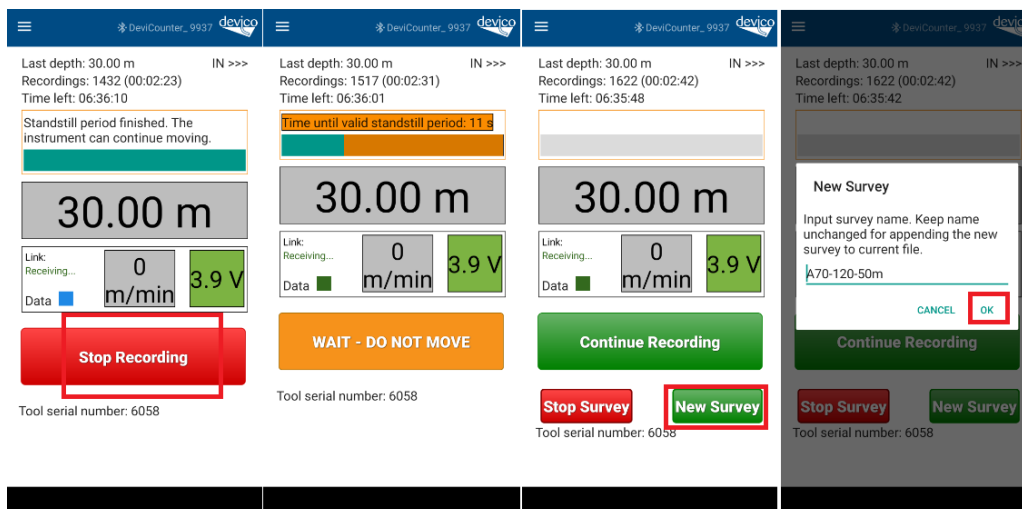 DeviCounter_ 9937 devico
Last depth: 30.00 m IN >>>
Recordings: 1432 (00:02:23)
Time left: 06:36:10
Standstill period finished. The
instrument can continue moving.
30.00 m
Link:
Receiving...
Data
0
m/min
3.9 V
Stop Recording
Tool serial number: 6058
DeviCounter_ 9937 devico
Last depth: 30.00 m IN >>>
Recordings: 1517 (00:02:31)
Time left: 06:36:01
Time until valid standstill period: 11 s
30.00 m
Link:
Receiving...
Data
0
m/min
3.9 V
WAIT - DO NOT MOVE
Tool serial number: 6058
DeviCounter_ 9937 devico
Last depth: 30.00 m IN >>>
Recordings: 1622 (00:02:42)
Time left: 06:35:48
30.00 m
Link:
Receiving...
Data
0
m/min
3.9 V
Continue Recording
Stop Survey New Survey
Tool serial number: 6058
DeviCounter_ 9937 devic
Last depth: 30.00 m IN >>>
Recordings: 1622 (00:02:42)
Time left: 06:35:42
New Survey
Input survey name. Keep name
unchanged for appending the new
survey to current file.
A70-120-50m
CANCEL OK
Continue Recording
Stop Survey New Survey
Tool serial number: 6058